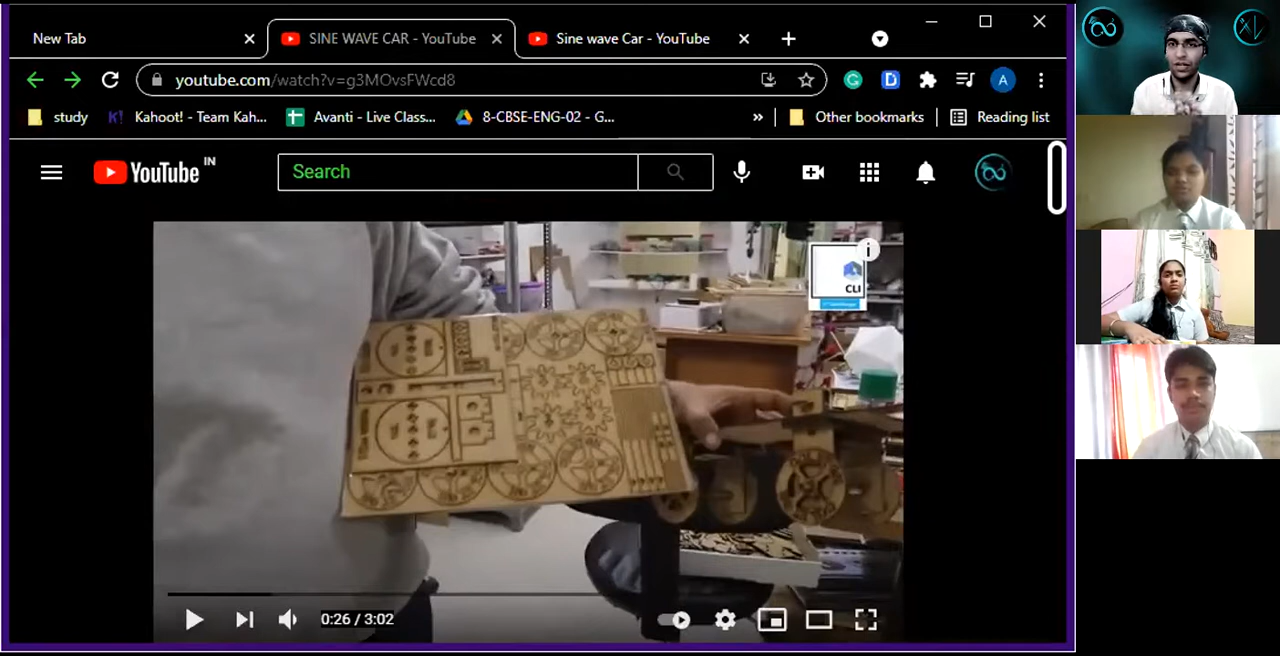 New Tab
SINE WAVE CAR - YouTube
Sine wave Car - YouTube
youtube.com/watch?v=g3MOvsFWcd8
A
study
K! Kahoot! - Team Kah...
Avanti - Live Class...
8-CBSE-ENG-02 - G...
»
Other bookmarks
Reading list
YouTube IN
Search
i
CLI
0:26 / 3:02